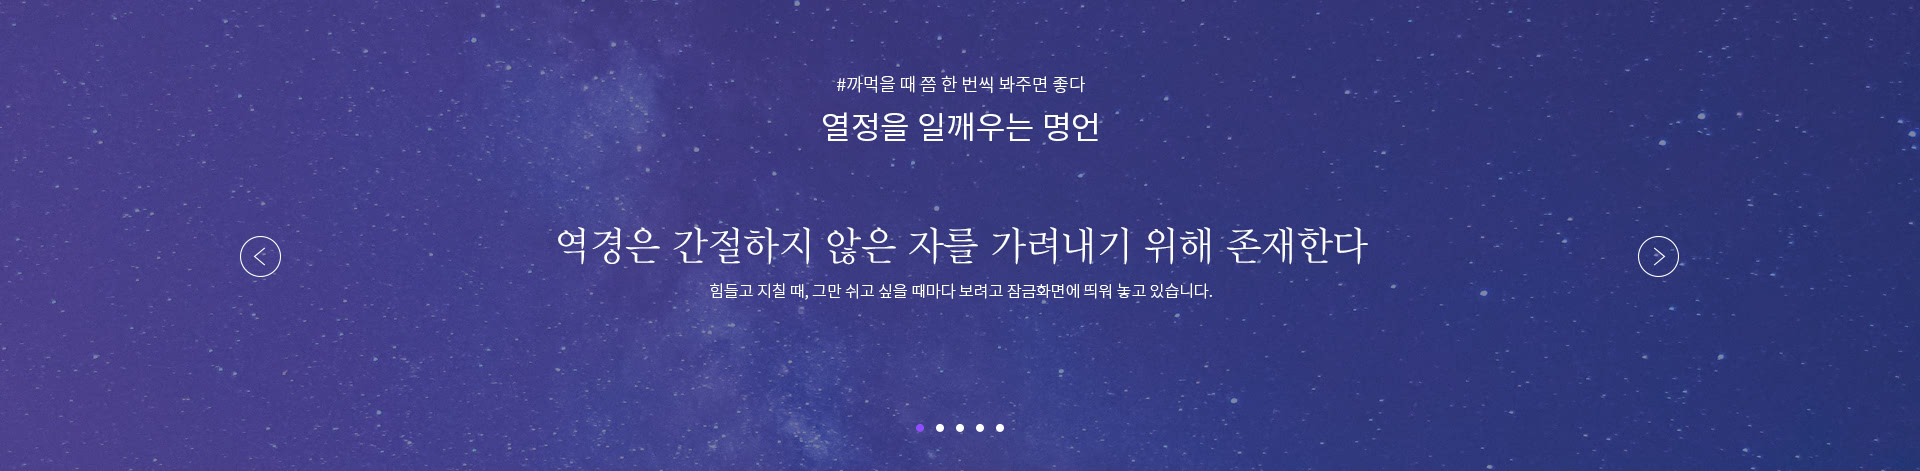 #까먹을 때 쯤 한 번씩 봐주면 좋다
열정을 일깨우는 명언
역경은 간절하지 않은 자를 가려내기 위해 존재한다
힘들고 지칠 때, 그만 쉬고 싶을 때마다 보려고 잠금화면에 띄워 놓고 있습니다.